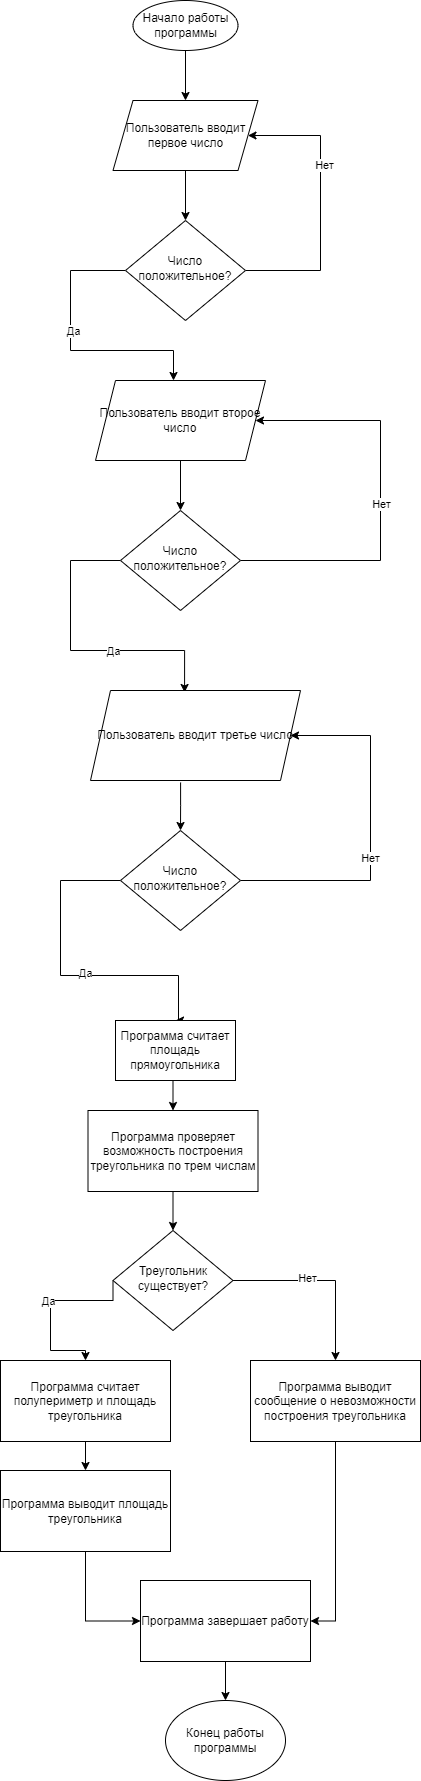 Начало работы
программы
Пользователь вводит
первое число
Нет
Число
положительное?
Да
Пользователь вводит второе
число
Нет
Число
положительное?
Да
Пользователь вводит третье число
Нет
Число
положительное?
Да
Программа считает
площадь
прямоугольника
Программа проверяет
возможность построения
треугольника по трем числам
Треугольник
существует?
Нет
Да
Программа считает
полупериметр и площадь
треугольника
Программа выводит
сообщение о невозможности
построения треугольника
Программа выводит площадь
треугольника
Программа завершает работу
Конец работы
программы